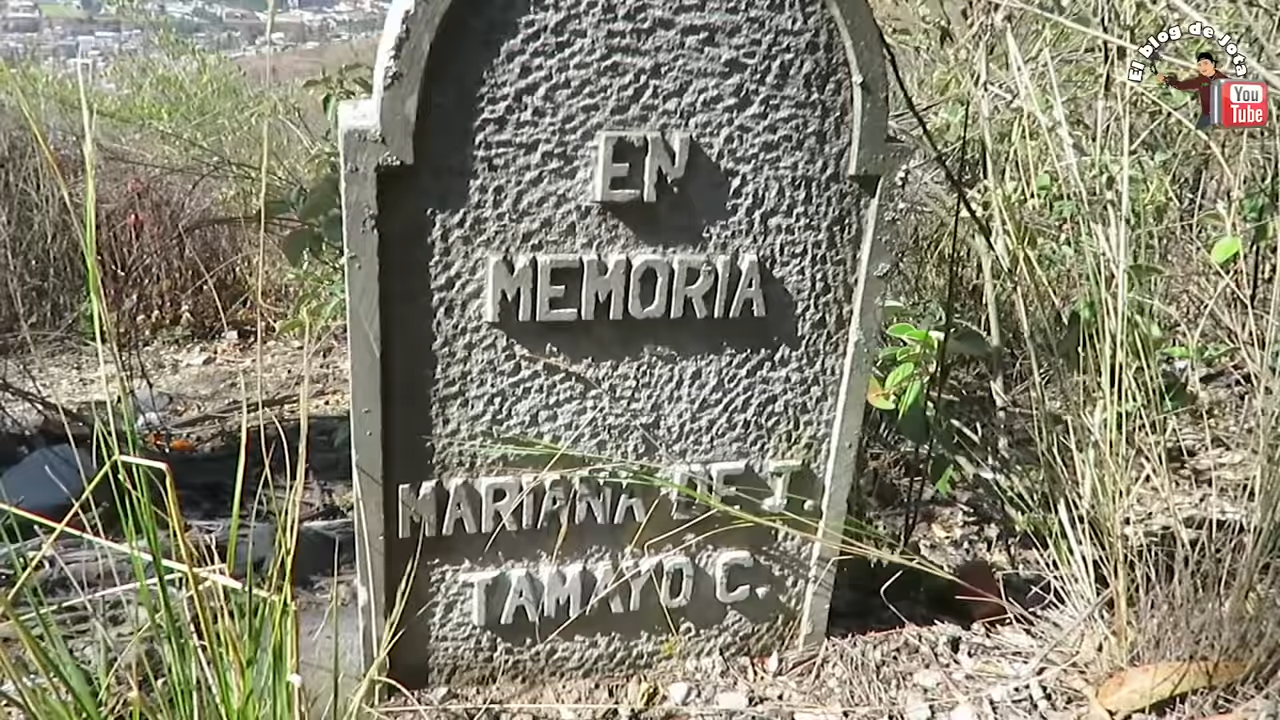 El blog de Jota
You
Tube
EN
MEMORIA
MARIANA DE J.
TAMAYO C.